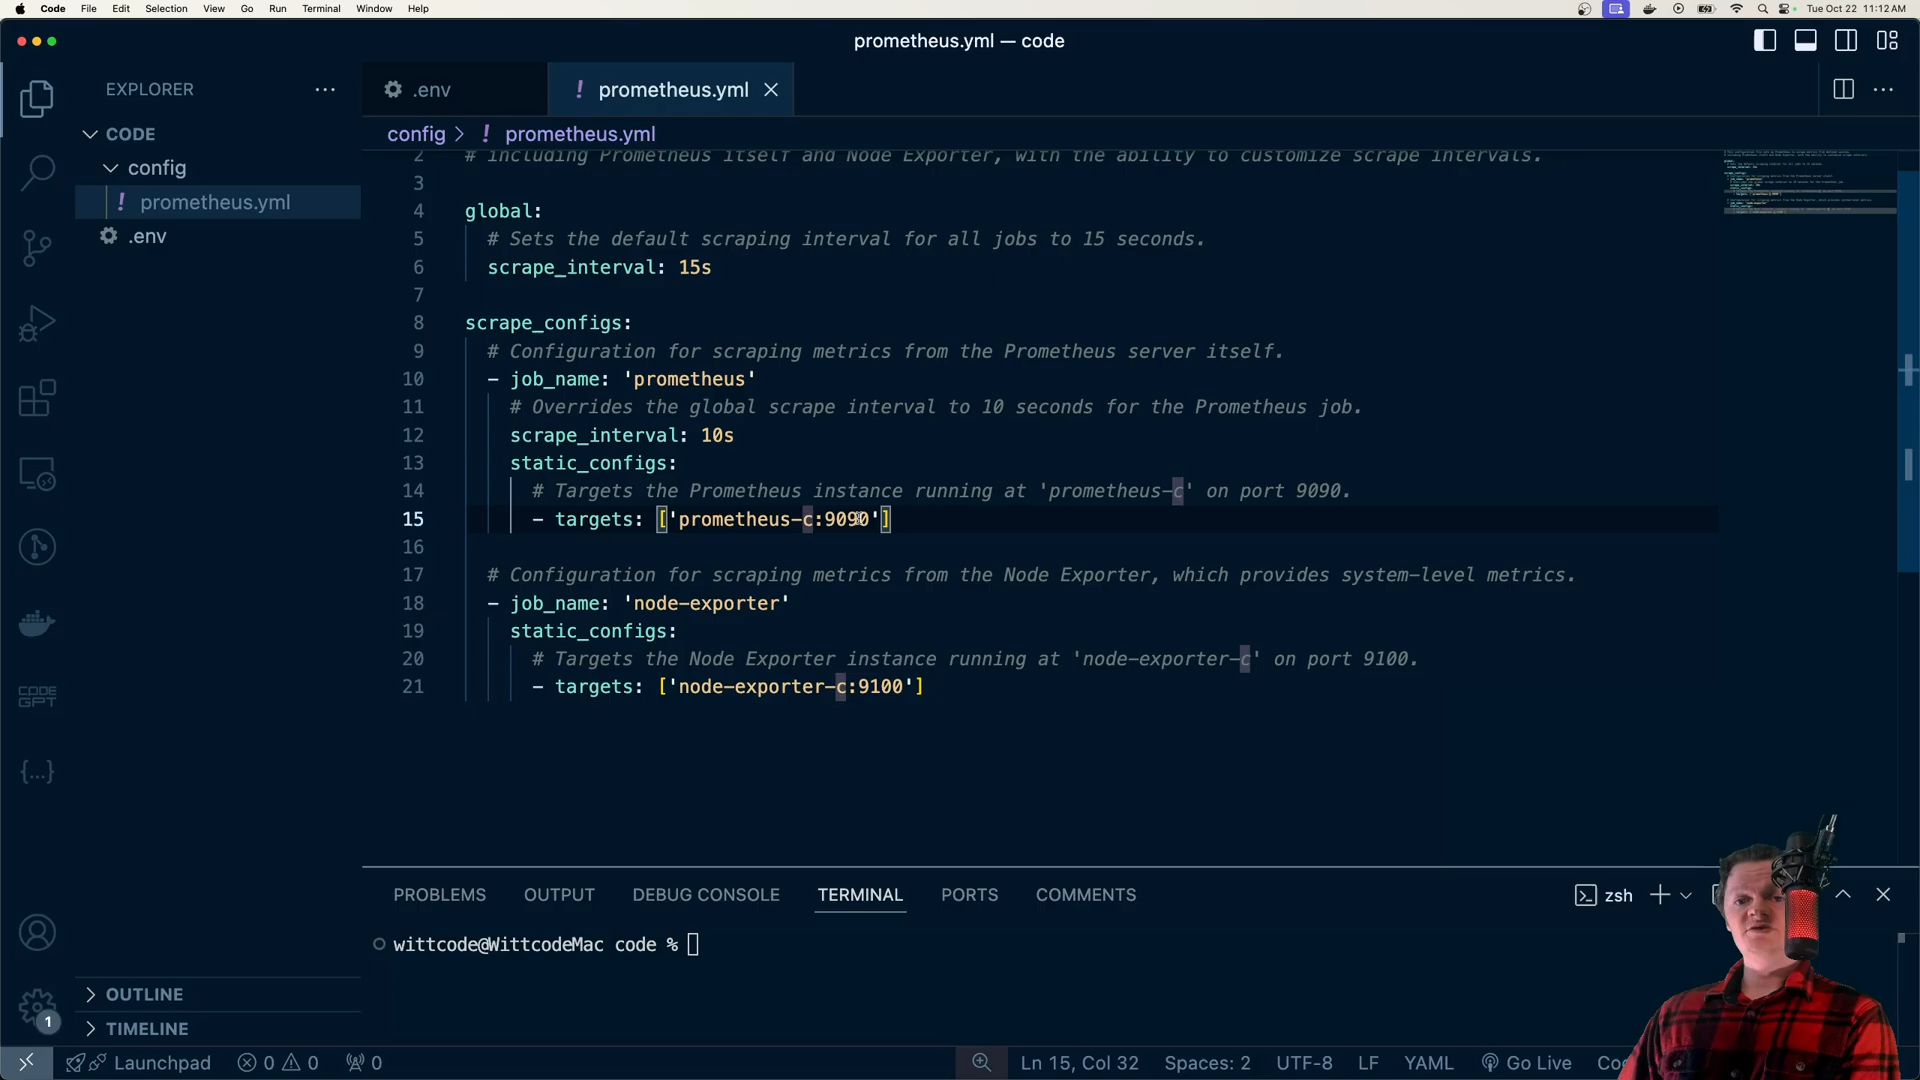 Code File Edit Selection View Go Run Terminal Window Help
Tue Oct 22 11:12 AM
prometheus.yml — code
EXPLORER
.env
prometheus.yml
CODE
config > ! prometheus.yml
config
! prometheus.yml
.env
2 # including Prometheus itself and Node Exporter, with the ability to customize scrape intervals.
3
4 global:
5 # Sets the default scraping interval for all jobs to 15 seconds.
6 scrape_interval: 15s
7
8 scrape_configs:
9 # Configuration for scraping metrics from the Prometheus server itself.
10 - job_name: 'prometheus'
11 # Overrides the global scrape interval to 10 seconds for the Prometheus job.
12 scrape_interval: 10s
13 static_configs:
14 # Targets the Prometheus instance running at 'prometheus-c' on port 9090.
15 - targets: ['prometheus-c:9090']
16
17 # Configuration for scraping metrics from the Node Exporter, which provides system-level metrics.
18 - job_name: 'node-exporter'
19 static_configs:
20 # Targets the Node Exporter instance running at 'node-exporter-c' on port 9100.
21 - targets: ['node-exporter-c:9100']
CODE
GPT
PROBLEMS OUTPUT DEBUG CONSOLE TERMINAL PORTS COMMENTS
zsh
wittcode@WittcodeMac code %
OUTLINE
TIMELINE
1
Launchpad 0 0 0
Ln 15, Col 32 Spaces: 2 UTF-8 LF YAML Go Live